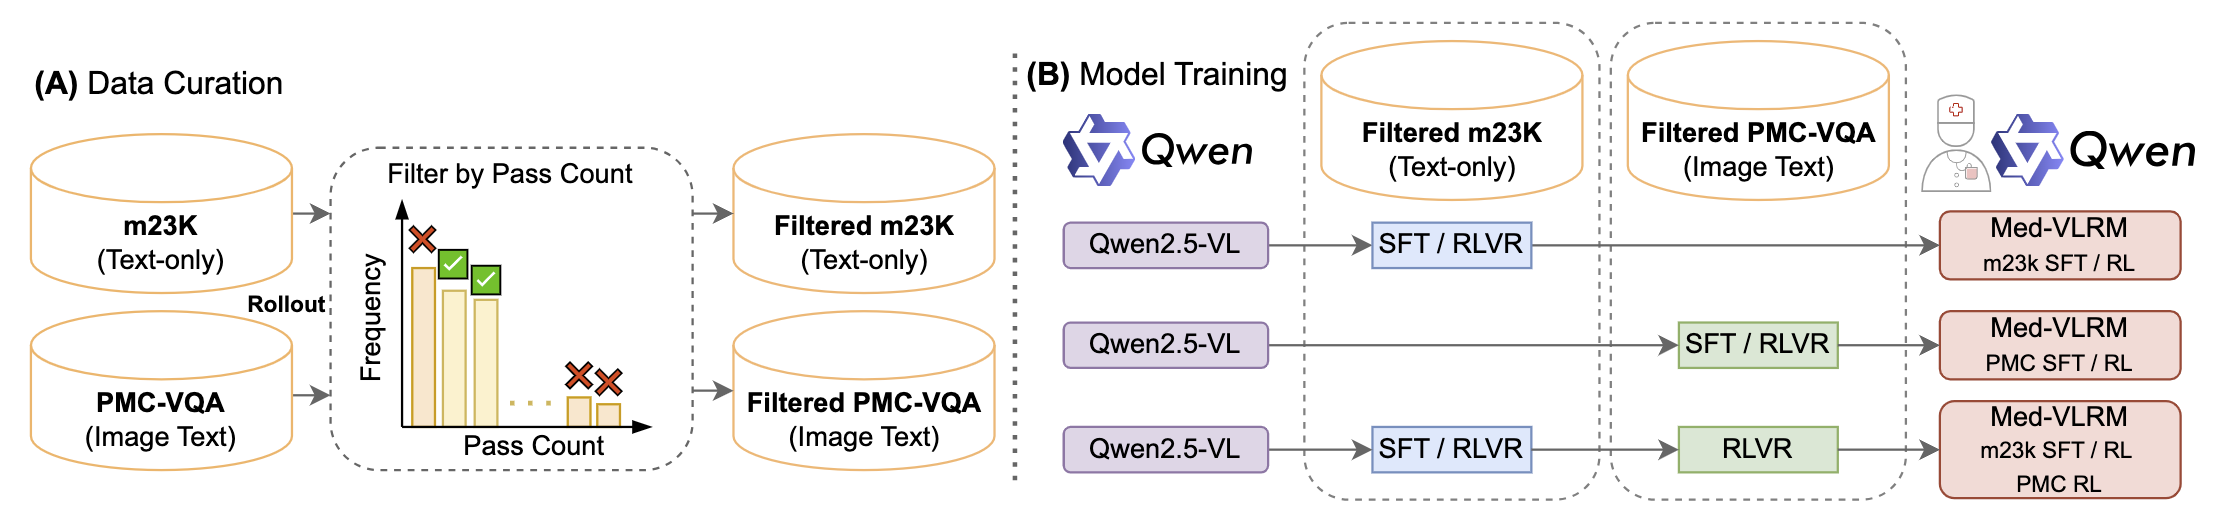 (A) Data Curation
m23K
(Text-only)
Rollout
PMC-VQA
(Image Text)
Filter by Pass Count
Frequency
Pass Count
Filtered m23K
(Text-only)
Filtered PMC-VQA
(Image Text)
(B) Model Training
Qwen
Filtered m23K
(Text-only)
Filtered PMC-VQA
(Image Text)
Qwen
Qwen2.5-VL
SFT / RLVR
Med-VLRM
m23k SFT / RL
Qwen2.5-VL
SFT / RLVR
Med-VLRM
PMC SFT / RL
Qwen2.5-VL
SFT / RLVR
RLVR
Med-VLRM
m23k SFT / RL
PMC RL